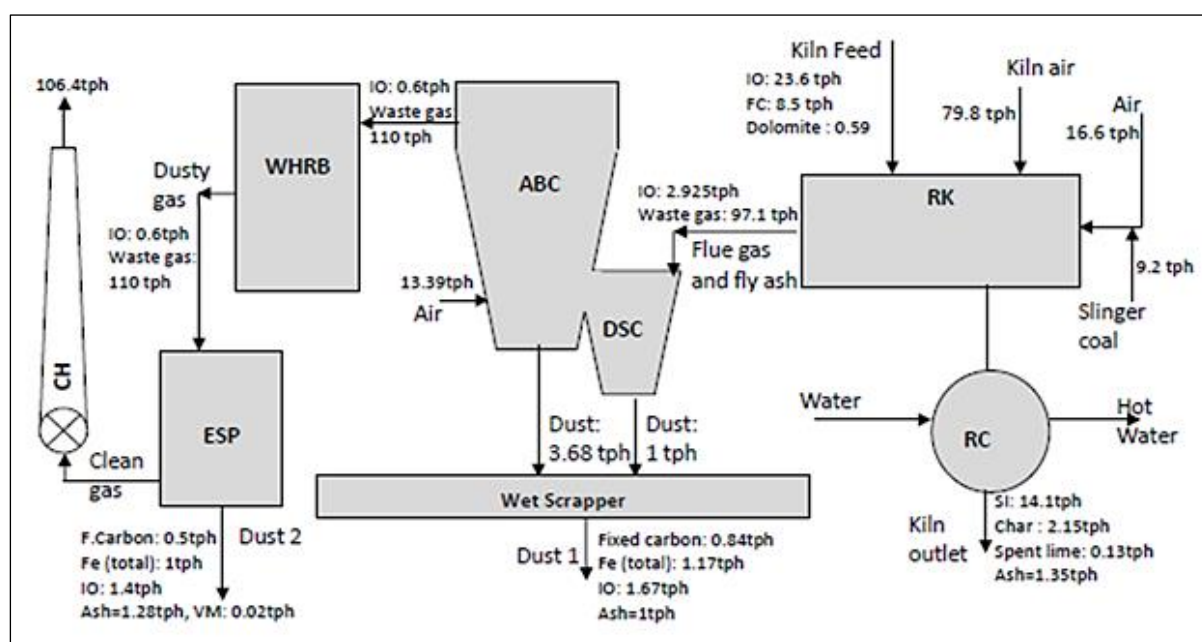 106.4tph
WHRB
Dusty
gas
IO: 0.6tph
Waste gas:
110 tph
CH
ESP
Clean
gas
F.Carbon: 0.5tph
Fe (total): 1tph
IO: 1.4tph
Ash=1.28tph, VM: 0.02tph
Dust 2
IO: 0.6tph
Waste gas
110 tph
ABC
13.39tph
Air
DSC
Dust:
3.68 tph
Dust:
1 tph
Wet Scrapper
Dust 1
Fixed carbon: 0.84tph
Fe (total): 1.17tph
IO: 1.67tph
Ash=1tph
IO: 2.925tph
Waste gas: 97.1 tph
Flue gas
and fly ash
Kiln Feed
IO: 23.6 tph
FC: 8.5 tph
Dolomite : 0.59
Kiln air
79.8 tph
Air
16.6 tph
RK
9.2 tph
Slinger
coal
Water
RC
Hot
Water
Kiln
outlet
SI: 14.1tph
Char : 2.15tph
Spent lime: 0.13tph
Ash=1.35tph